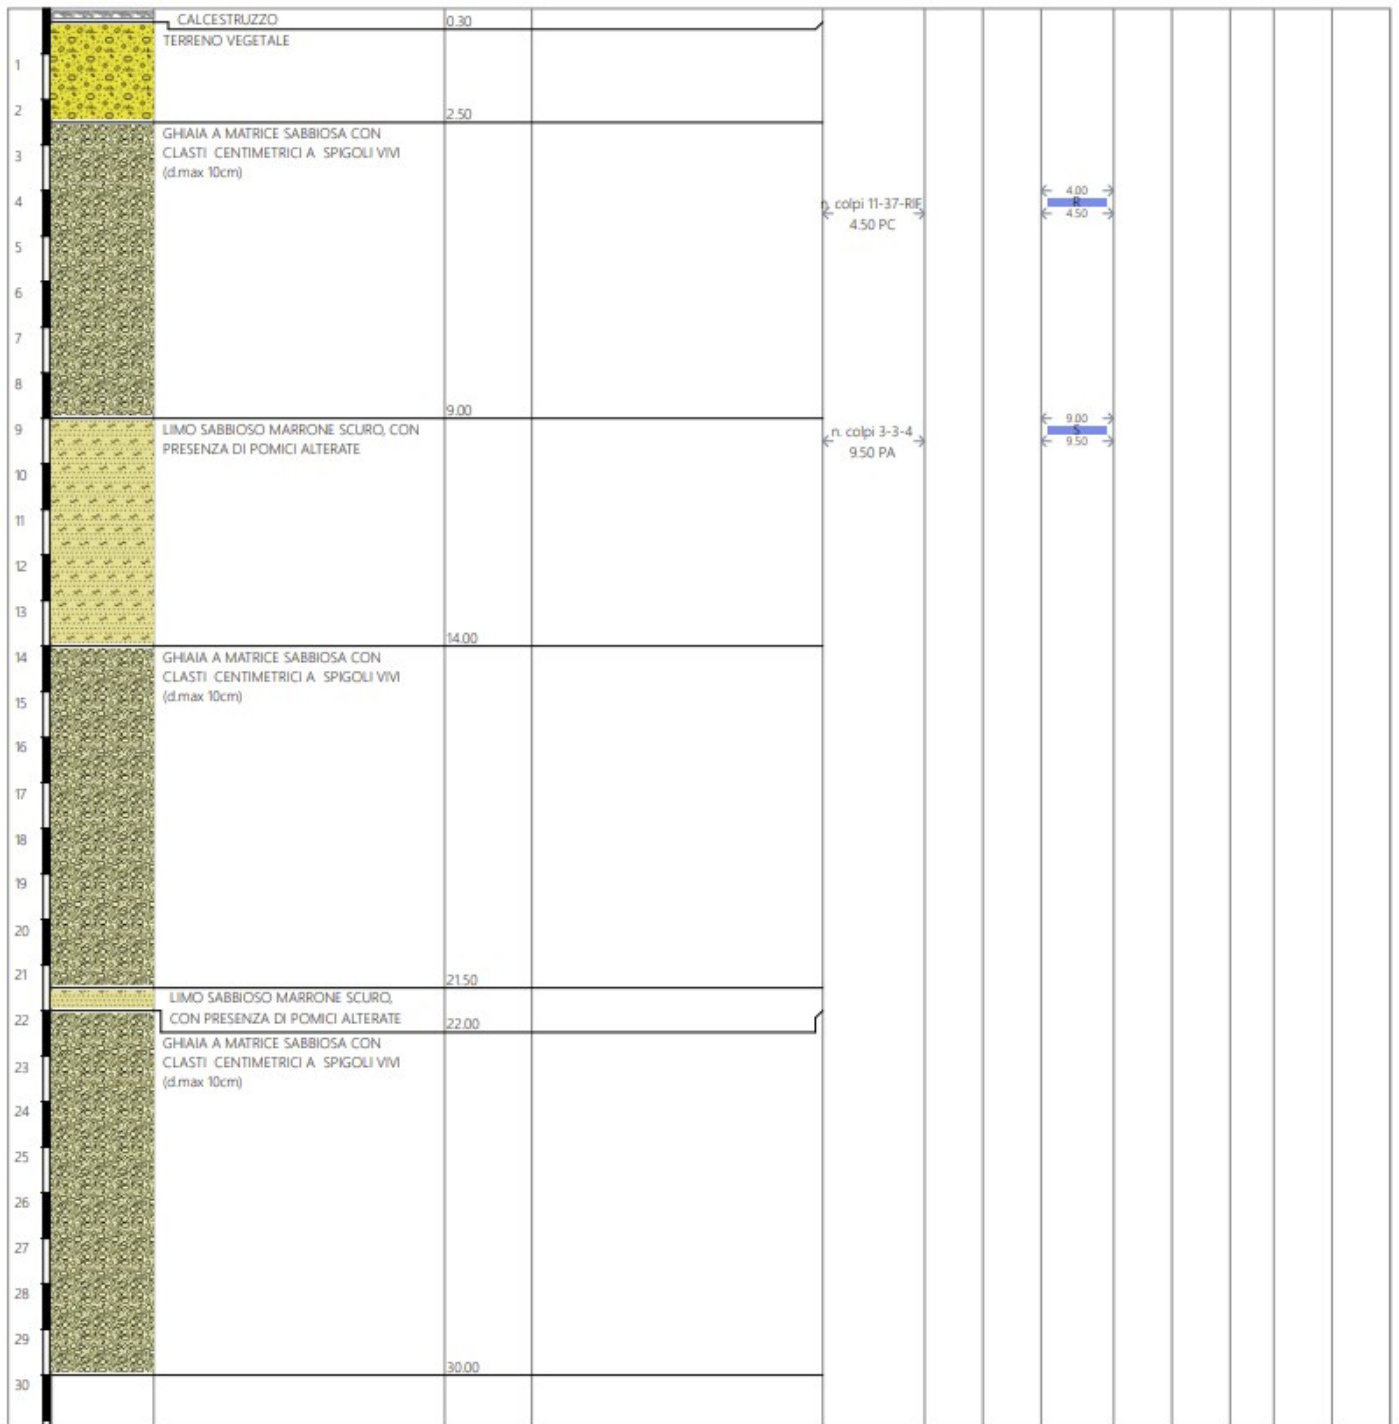 CALCESTRUZZO 0.30
TERRENO VEGETALE
1
2
2.50
GHIAIA A MATRICE SABBIOSA CON
CLASTI CENTIMETRICI A SPIGOLI VIVI
(d.max 10cm)
3
4
n. colpi 11-37-RIF
4.50 PC
4.00
R
4.50
5
6
7
8
9.00
9
LIMO SABBIOSO MARRONE SCURO, CON
PRESENZA DI POMICI ALTERATE
n. colpi 3-3-4
9.50 PA
9.00
S
9.50
10
11
12
13
14.00
14
GHIAIA A MATRICE SABBIOSA CON
CLASTI CENTIMETRICI A SPIGOLI VIVI
(d.max 10cm)
15
16
17
18
19
20
21
21.50
LIMO SABBIOSO MARRONE SCURO,
CON PRESENZA DI POMICI ALTERATE
22
22.00
GHIAIA A MATRICE SABBIOSA CON
CLASTI CENTIMETRICI A SPIGOLI VIVI
(d.max 10cm)
23
24
25
26
27
28
29
30.00
30